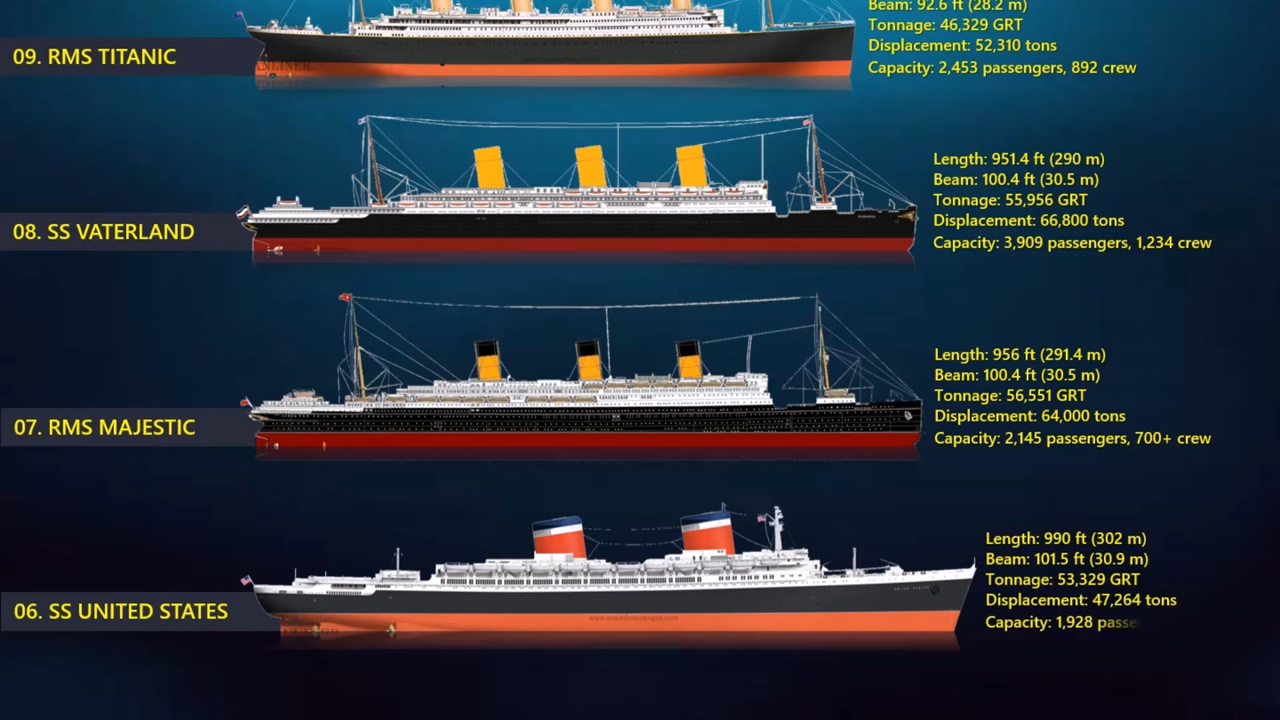 Beam: 92.6 ft (28.2 m)
Tonnage: 46,329 GRT
09. RMS TITANIC
Displacement: 52,310 tons
Capacity: 2,453 passengers, 892 crew
Length: 951.4 ft (290 m)
Beam: 100.4 ft (30.5 m)
Tonnage: 55,956 GRT
08. SS VATERLAND
Displacement: 66,800 tons
Capacity: 3,909 passengers, 1,234 crew
Length: 956 ft (291.4 m)
Beam: 100.4 ft (30.5 m)
Tonnage: 56,551 GRT
Displacement: 64,000 tons
07. RMS MAJESTIC
Capacity: 2,145 passengers, 700+ crew
Length: 990 ft (302 m)
Beam: 101.5 ft (30.9 m)
Tonnage: 53,329 GRT
Displacement: 47,264 tons
06. SS UNITED STATES
Capacity: 1,928 passe